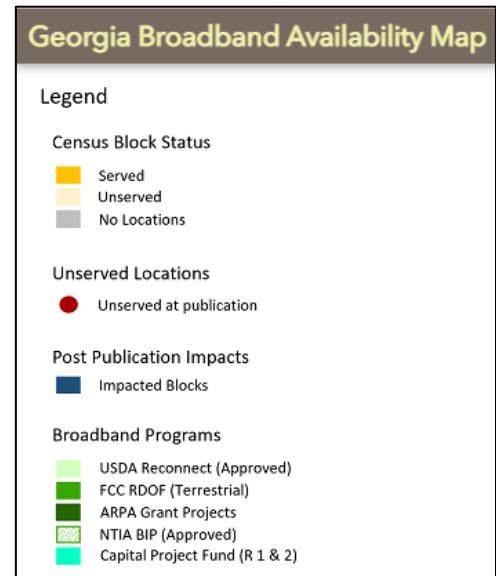 Georgia Broadband Availability Map
Legend
Census Block Status
Served
Unserved
No Locations
Unserved Locations
Unserved at publication
Post Publication Impacts
Impacted Blocks
Broadband Programs
USDA Reconnect (Approved)
FCC RDOF (Terrestrial)
ARPA Grant Projects
NTIA BIP (Approved)
Capital Project Fund (R 1 & 2)